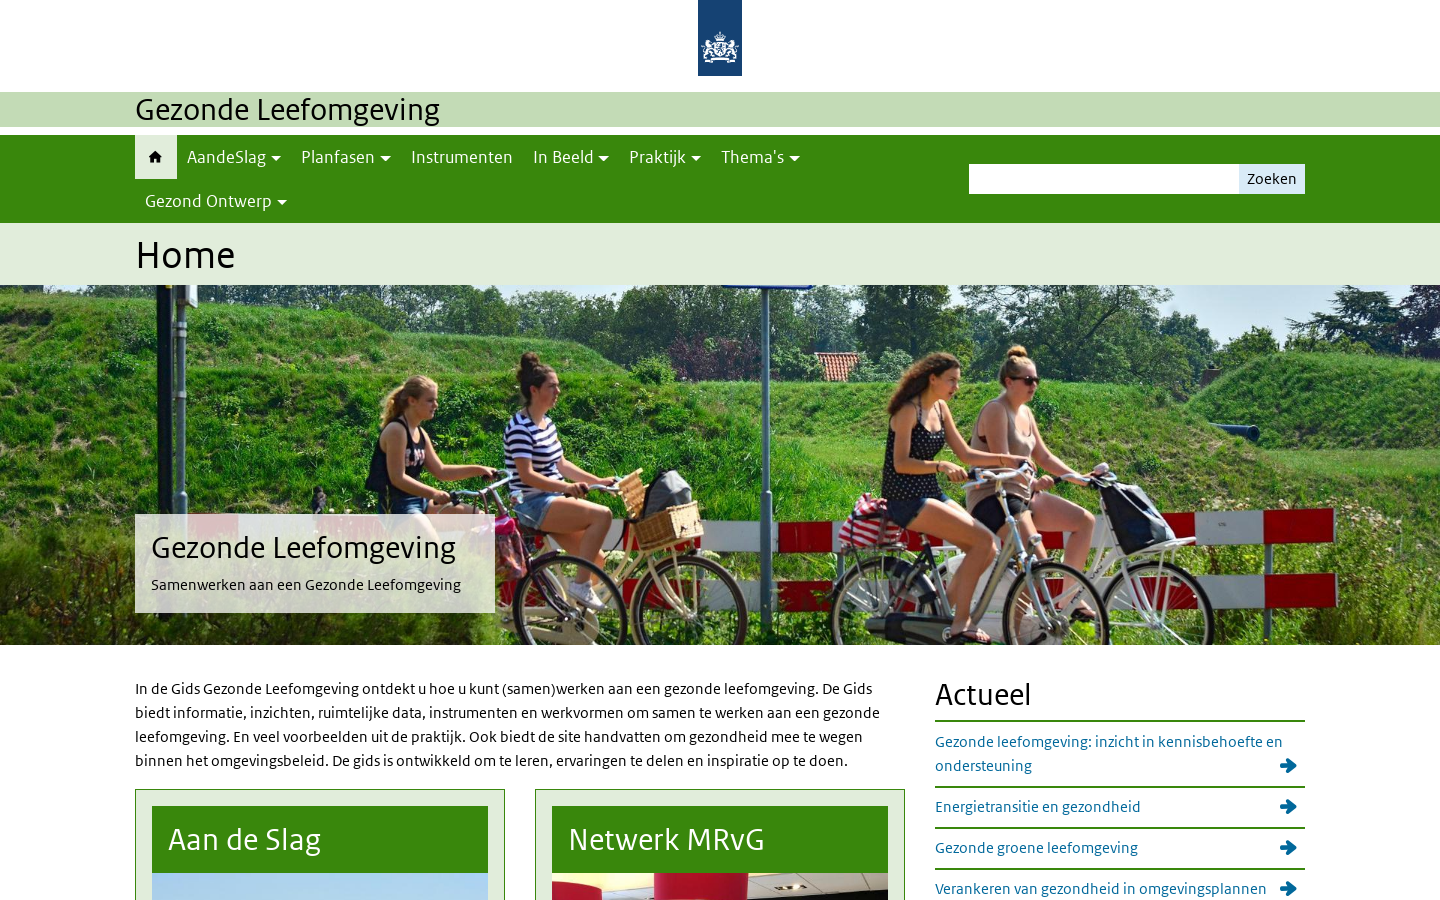 Gezonde Leefomgeving
AandeSlag
Planfasen
Instrumenten
In Beeld
Praktijk
Thema's
Gezond Ontwerp
Zoeken
Home
Gezonde Leefomgeving
Samenwerken aan een Gezonde Leefomgeving
In de Gids Gezonde Leefomgeving ontdekt u hoe u kunt (samen)werken aan een gezonde leefomgeving. De Gids
biedt informatie, inzichten, ruimtelijke data, instrumenten en werkvormen om samen te werken aan een gezonde
leefomgeving. En veel voorbeelden uit de praktijk. Ook biedt de site handvatten om gezondheid mee te wegen
binnen het omgevingsbeleid. De gids is ontwikkeld om te leren, ervaringen te delen en inspiratie op te doen.
Aan de Slag
Netwerk MRvG
Actueel
Gezonde leefomgeving: inzicht in kennisbehoefte en
ondersteuning
Energietransitie en gezondheid
Gezonde groene leefomgeving
Verankeren van gezondheid in omgevingsplannen